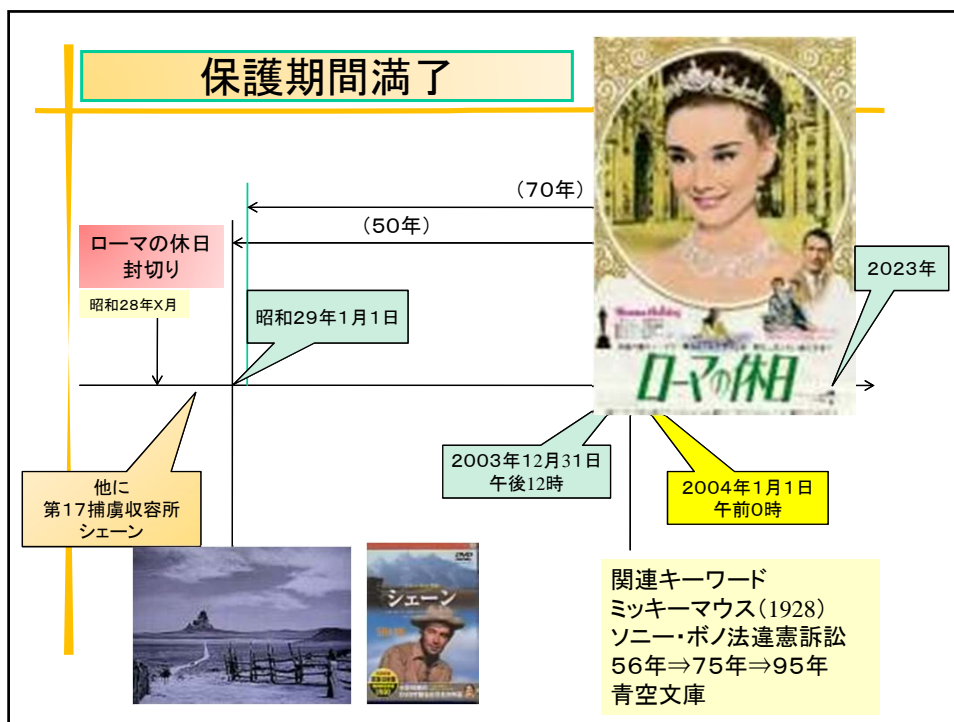 保護期間満了
(70年)
(50年)
ローマの休日
封切り
昭和28年X月
昭和29年1月1日
2023年
ローマの休日
2003年12月31日
午後12時
2004年1月1日
午前0時
他に
第17捕虜収容所
シェーン
DVD
シェーン
関連キーワード
ミッキーマウス(1928)
ソニー・ボノ法違憲訴訟
56年⇒75年⇒95年
青空文庫